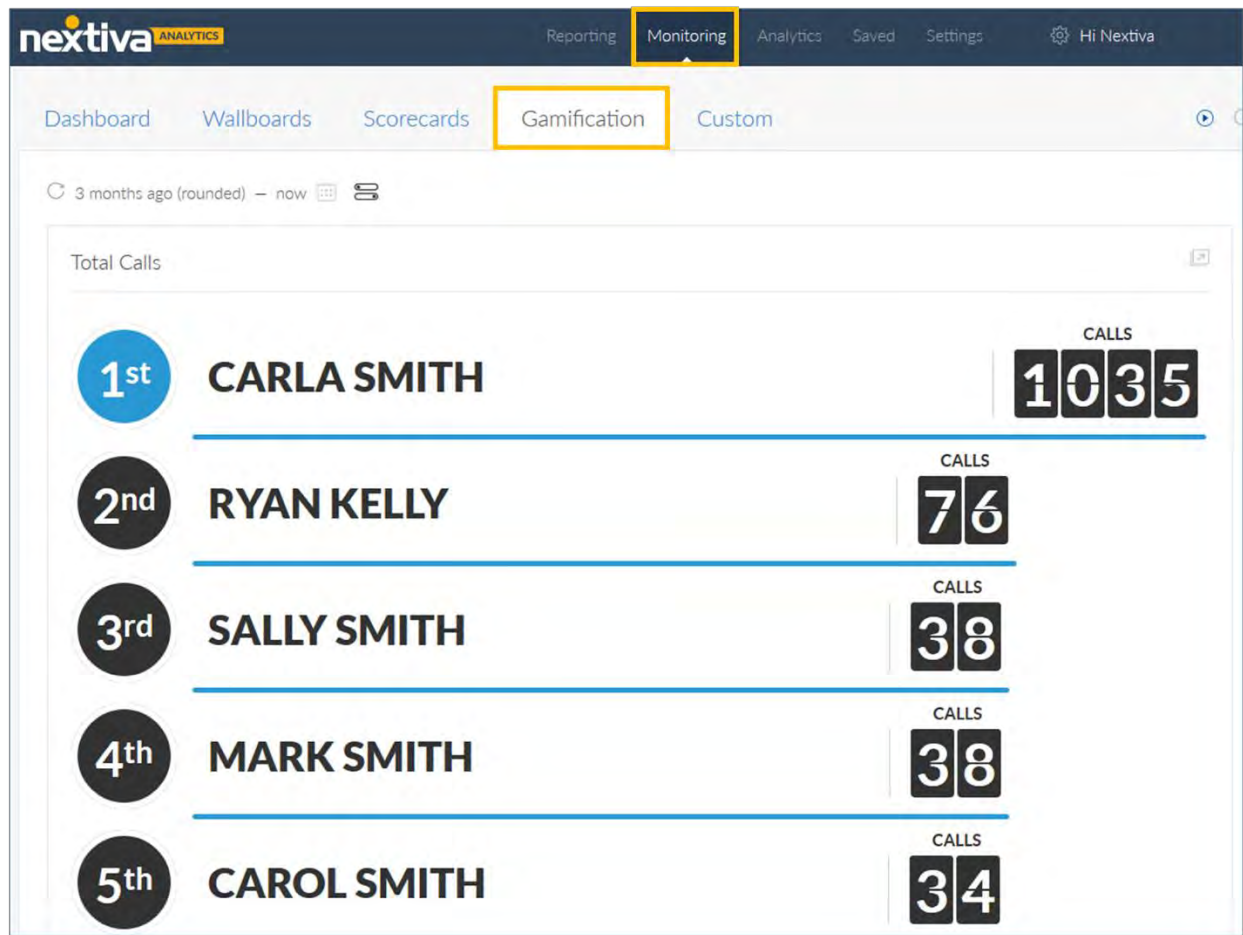 nextiva ANALYTICS Reporting Monitoring Analytics Saved Settings Hi Nextiva
Dashboard Wallboards Scorecards Gamification Custom
3 months ago (rounded) – now
Total Calls
CALLS
1st CARLA SMITH 1035
CALLS
2nd RYAN KELLY 76
CALLS
3rd SALLY SMITH 38
CALLS
4th MARK SMITH 38
CALLS
5th CAROL SMITH 34